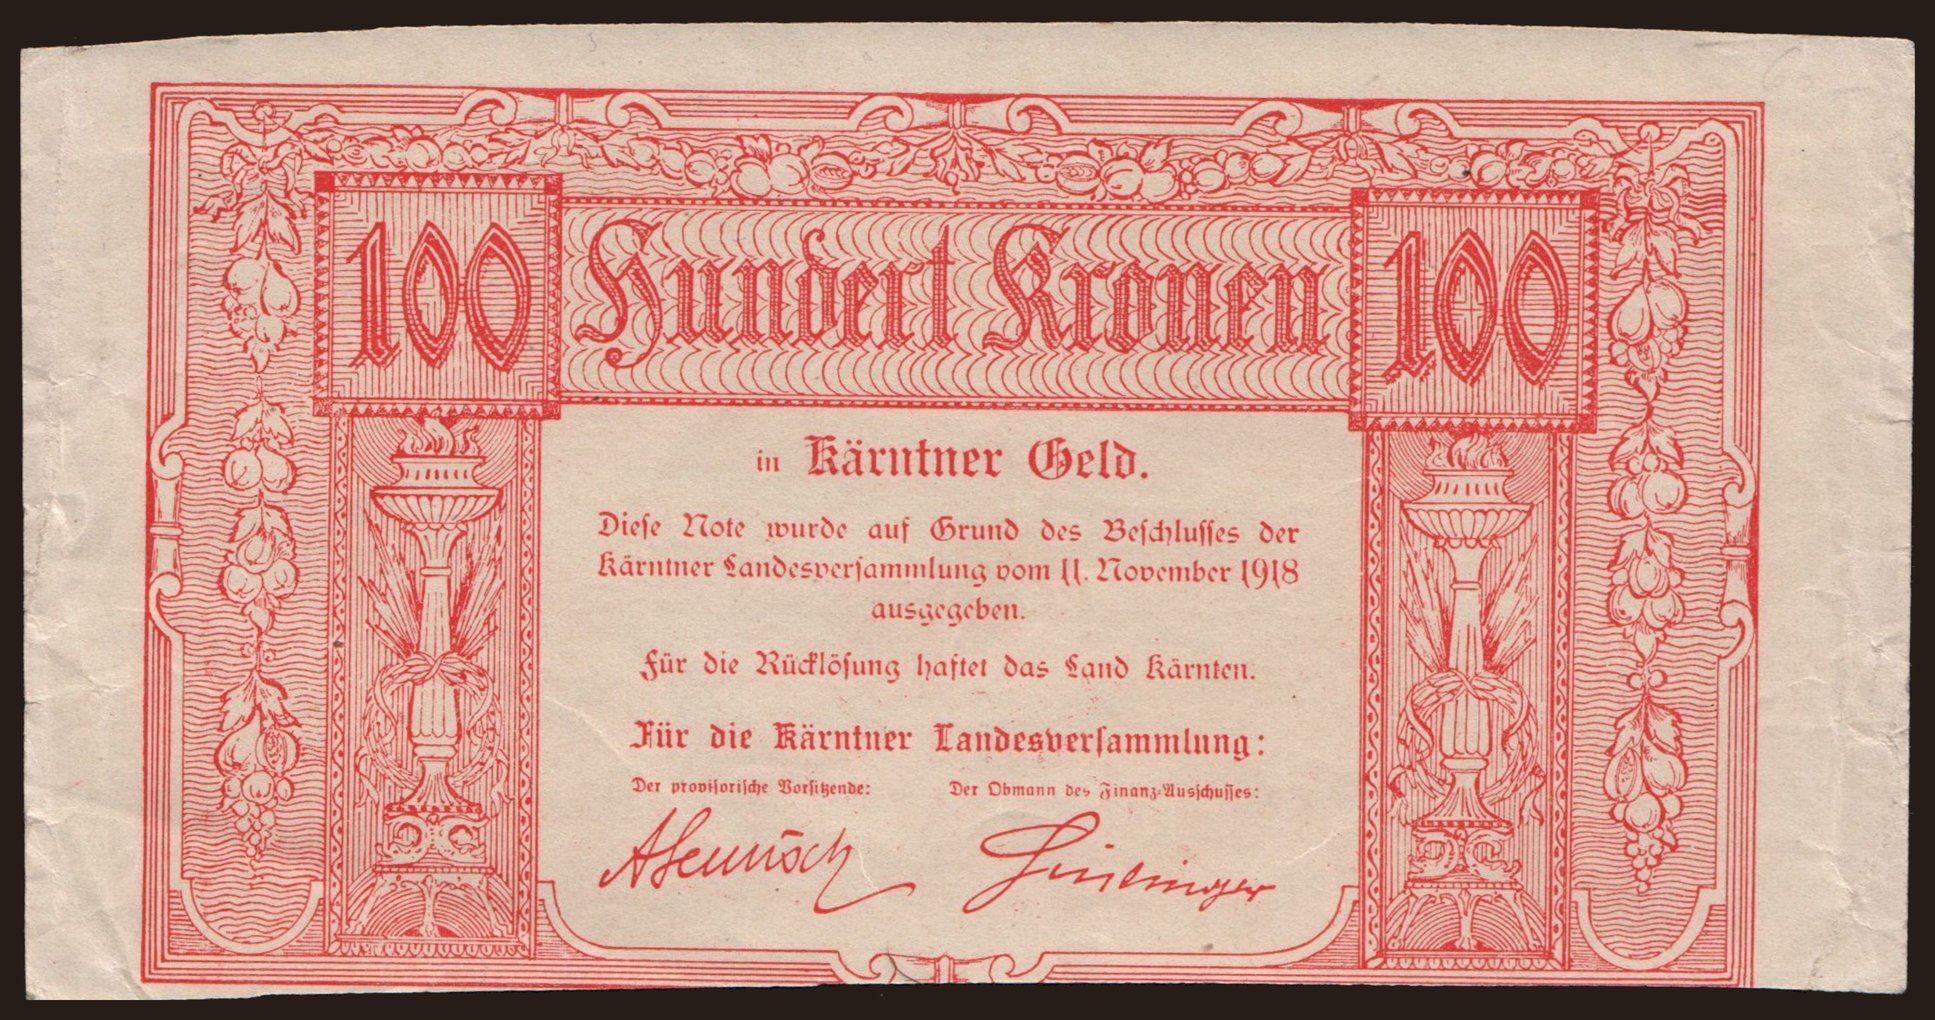 100 Hundert Kronen 100
in Kärntner Geld.
Diese Note wurde auf Grund des Beschlusses der
Kärntner Landesversammlung vom 11. November 1918
ausgegeben.
Für die Rücklösung haftet das Land Kärnten.
Für die Kärntner Landesversammlung:
Der provisorische Vorsitzende: Der Obmann des Finanz-Ausschusses: